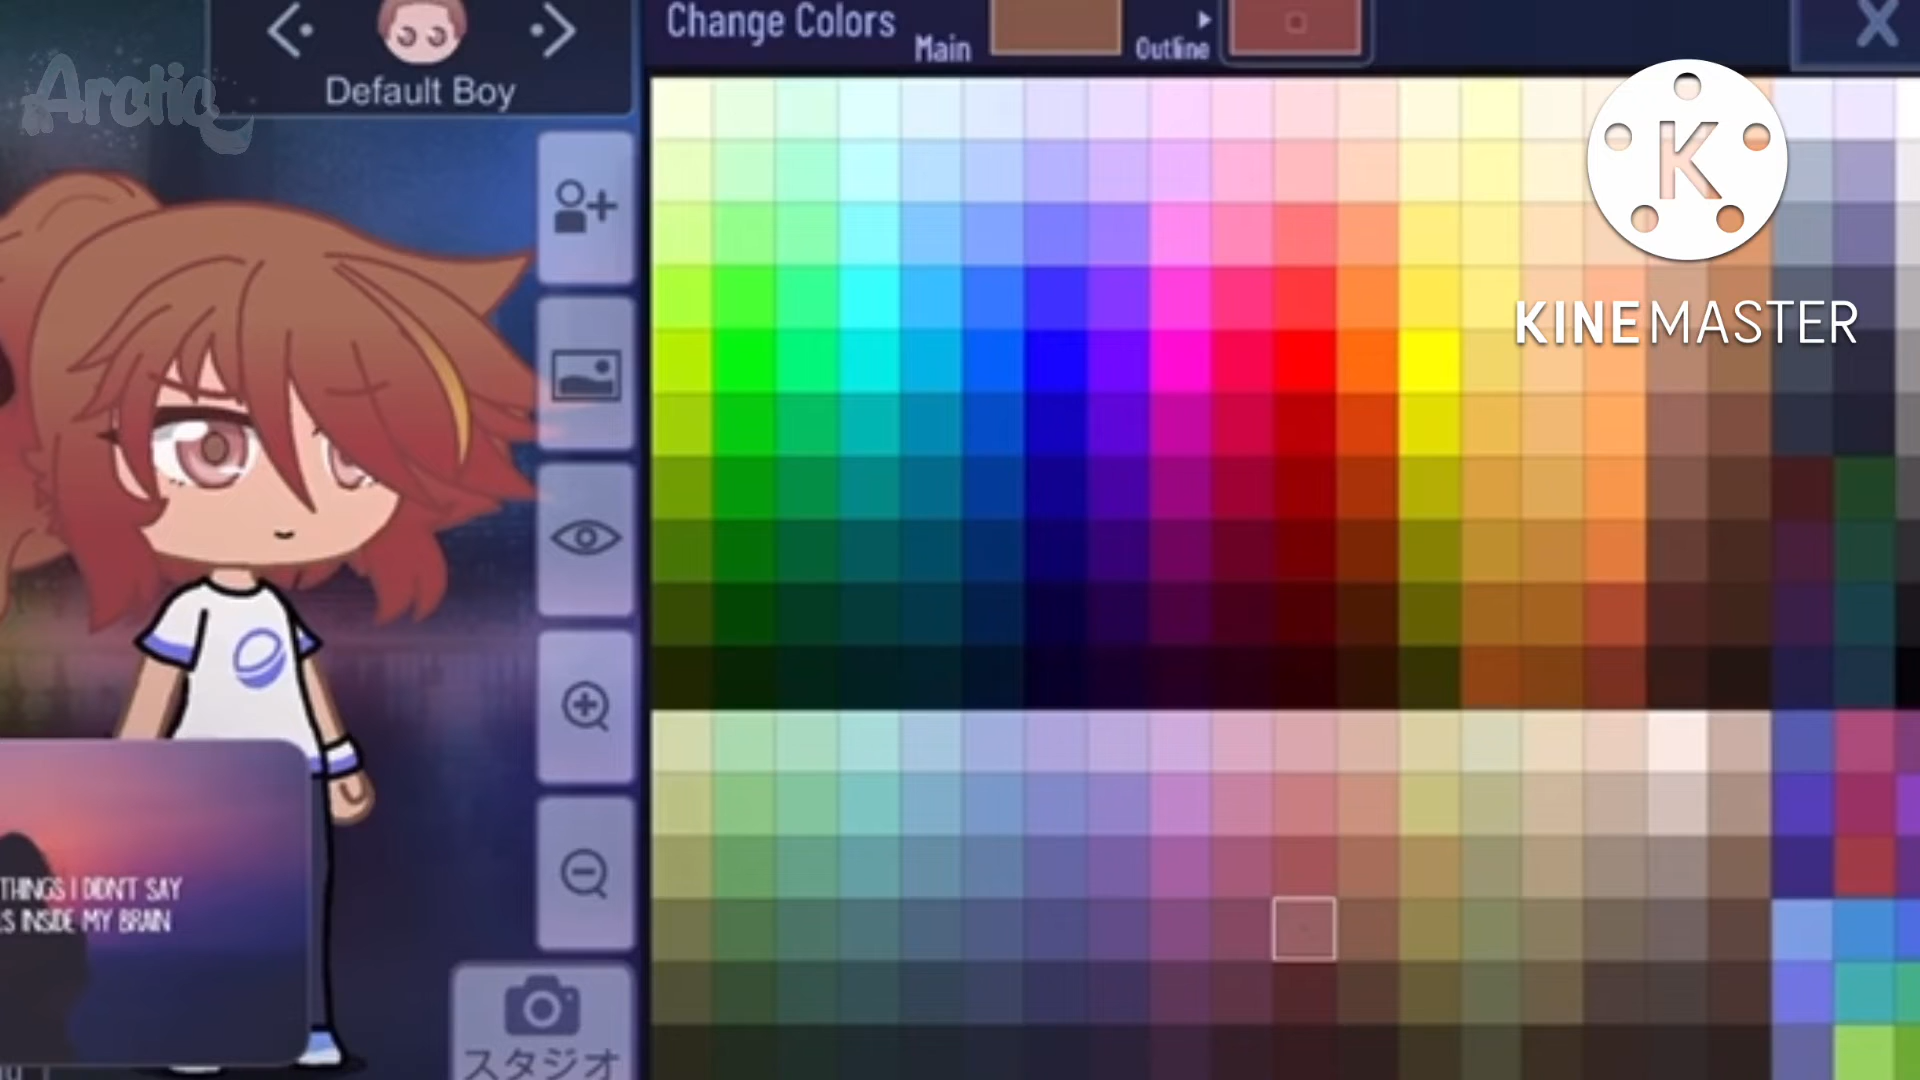 Change Colors
Main
Outline
X
Arctic
Default Boy
K
KINEMASTER
THINGS I DIDN'T SAY
INSIDE MY BRAIN
スタジオ